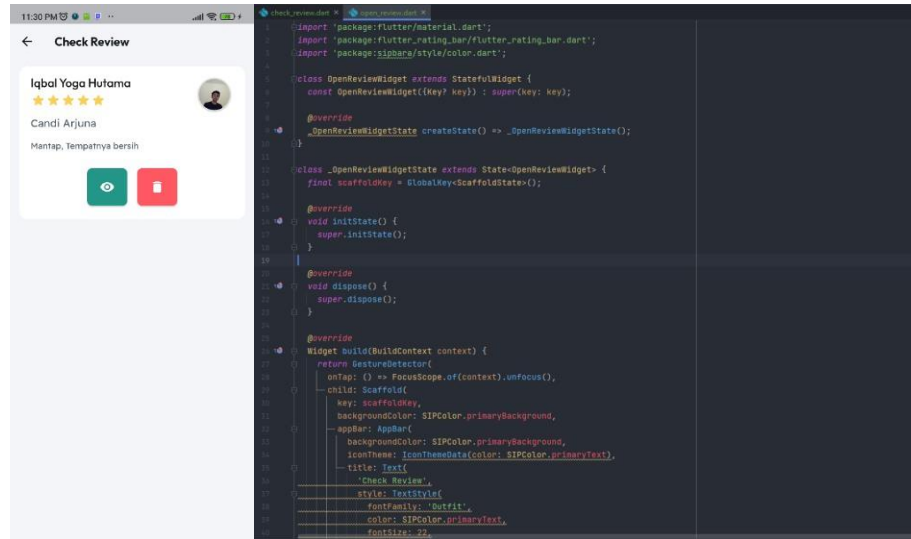 11:30 PM
Check Review
Iqbal Yoga Hutama
Candi Arjuna
Mantap, Tempatnya bersih
check_review.dart
open_review.dart
import 'package:flutter/material.dart';
import 'package:flutter_rating_bar/flutter_rating_bar.dart';
import 'package:sipbara/style/color.dart';
class OpenReviewWidget extends StatefulWidget {
const OpenReviewWidget({Key? key}) : super(key: key);
@override
_OpenReviewWidgetState createState() => _OpenReviewWidgetState();
}
class _OpenReviewWidgetState extends State<OpenReviewWidget> {
final scaffoldKey = GlobalKey<ScaffoldState>();
@override
void initState() {
super.initState();
}
19
@override
void dispose() {
super.dispose();
}
@override
Widget build(BuildContext context) {
return GestureDetector(
onTap: () => FocusScope.of(context).unfocus(),
child: Scaffold(
key: scaffoldKey,
backgroundColor: SIPColor.primaryBackground,
appBar: AppBar(
backgroundColor: SIPColor.primaryBackground,
iconTheme: IconThemeData(color: SIPColor.primaryText),
title: Text(
'Check Review',
style: TextStyle(
fontFamily: 'Outfit',
color: SIPColor.primaryText,
fontSize: 22,